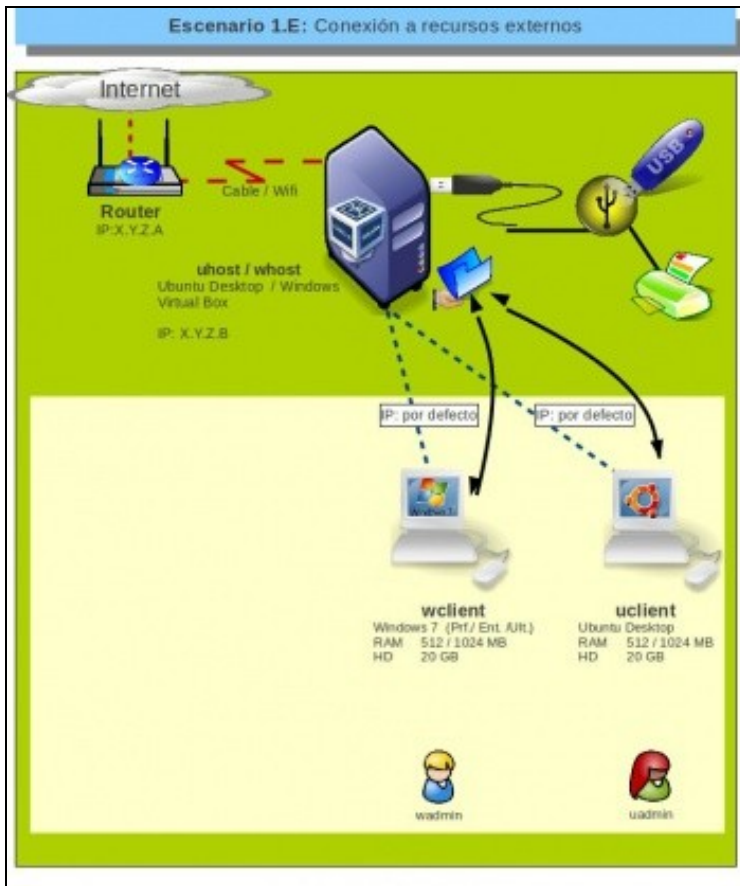 Escenario 1.E: Conexión a recursos externos
Internet
Cable / Wifi
USB
Router
IP:X.Y.Z.A
uhost / whost
Ubuntu Desktop / Windows
Virtual Box
IP: X.Y.Z.B
IP: por defecto
IP: por defecto
Windows 7
wclient
Windows 7 (Prf./ Ent. /Ult.)
RAM 512 / 1024 MB
HD 20 GB
uclient
Ubuntu Desktop
RAM 512 / 1024 MB
HD 20 GB
wadmin
uadmin